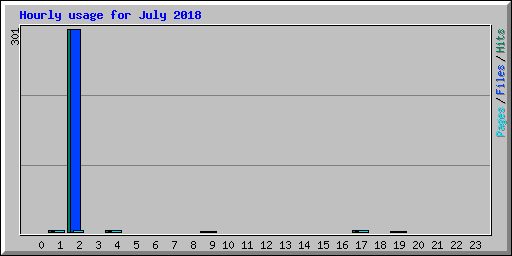 Hourly usage for July 2018
301
Pages/Files/Hits
0 1 2 3 4 5 6 7 8 9 10 11 12 13 14 15 16 17 18 19 20 21 22 23